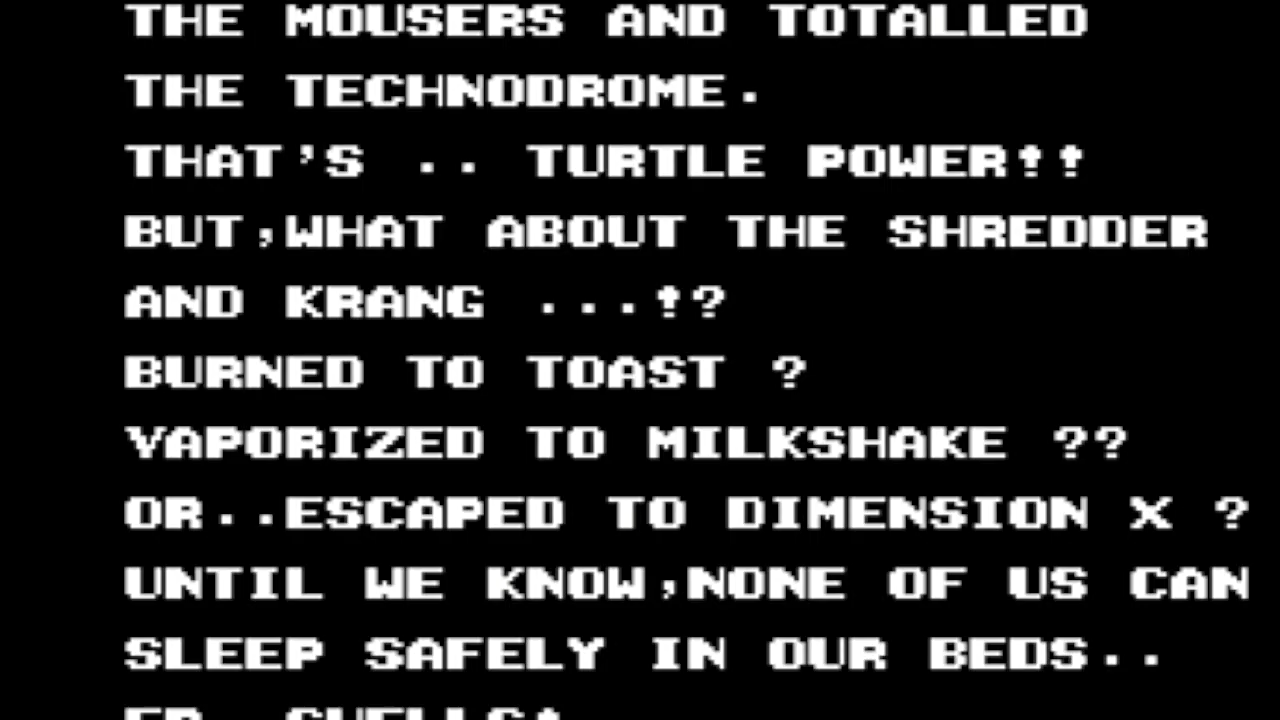 THE MOUSERS AND TOTALLED
THE TECHNODROME.
THAT'S .. TURTLE POWER!!
BUT,WHAT ABOUT THE SHREDDER
AND KRANG ...!?
BURNED TO TOAST ?
VAPORIZED TO MILKSHAKE ??
OR..ESCAPED TO DIMENSION X ?
UNTIL WE KNOW,NONE OF US CAN
SLEEP SAFELY IN OUR BEDS..